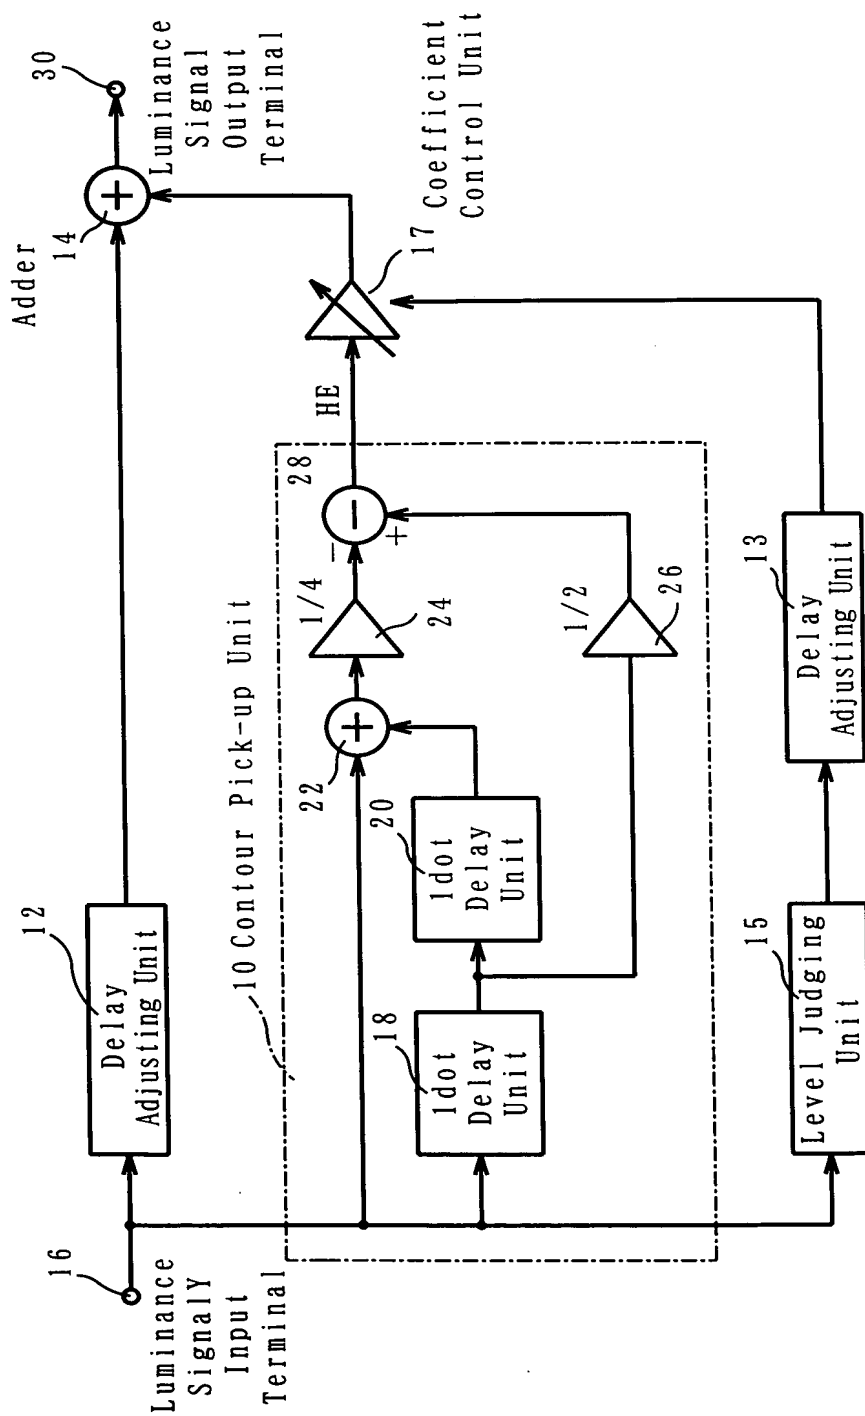 16
Luminance
SignalY
Input
Terminal
12
Delay
Adjusting Unit
Adder
14
30
Luminance
Signal
Output
Terminal
10 Contour Pick-up Unit
18
1dot
Delay
Unit
20
1dot
Delay
Unit
22
+
1/4
24
−
+
−
28
1/2
26
HE
17
Coefficient
Control Unit
+
15
Level Judging
Unit
13
Delay
Adjusting Unit